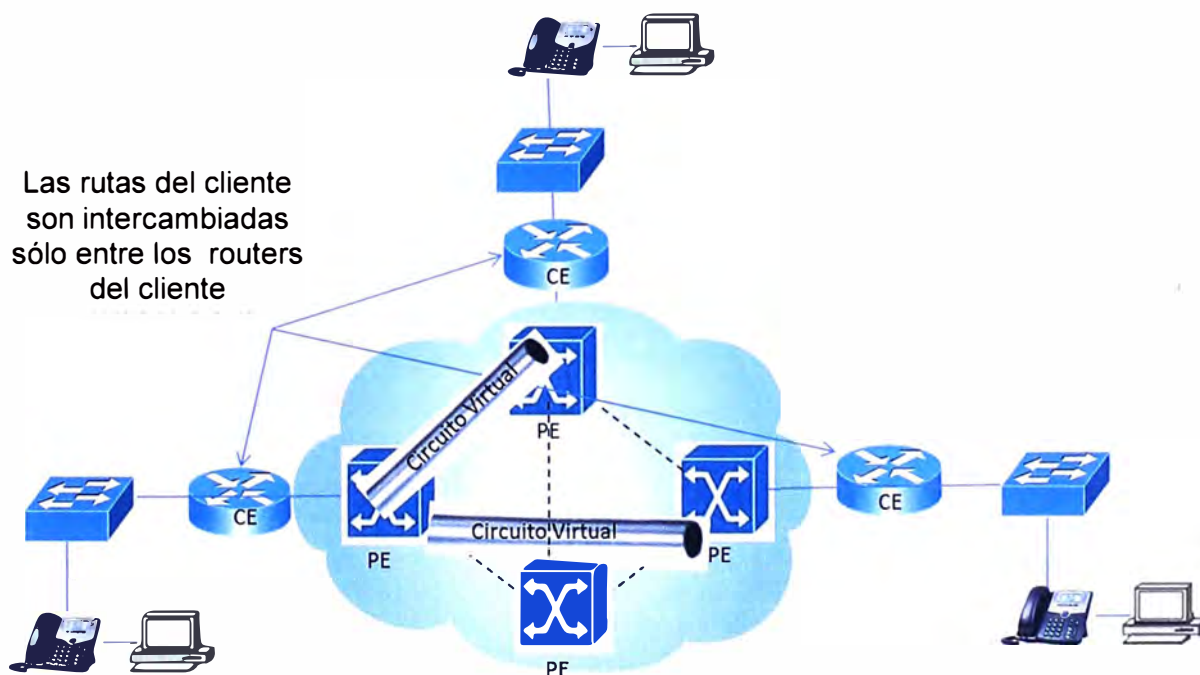 Las rutas del cliente
son intercambiadas
sólo entre los routers
del cliente
CE
Circuito Virtual
PE
CE
CE
Circuito Virtual
PE
PE
PE